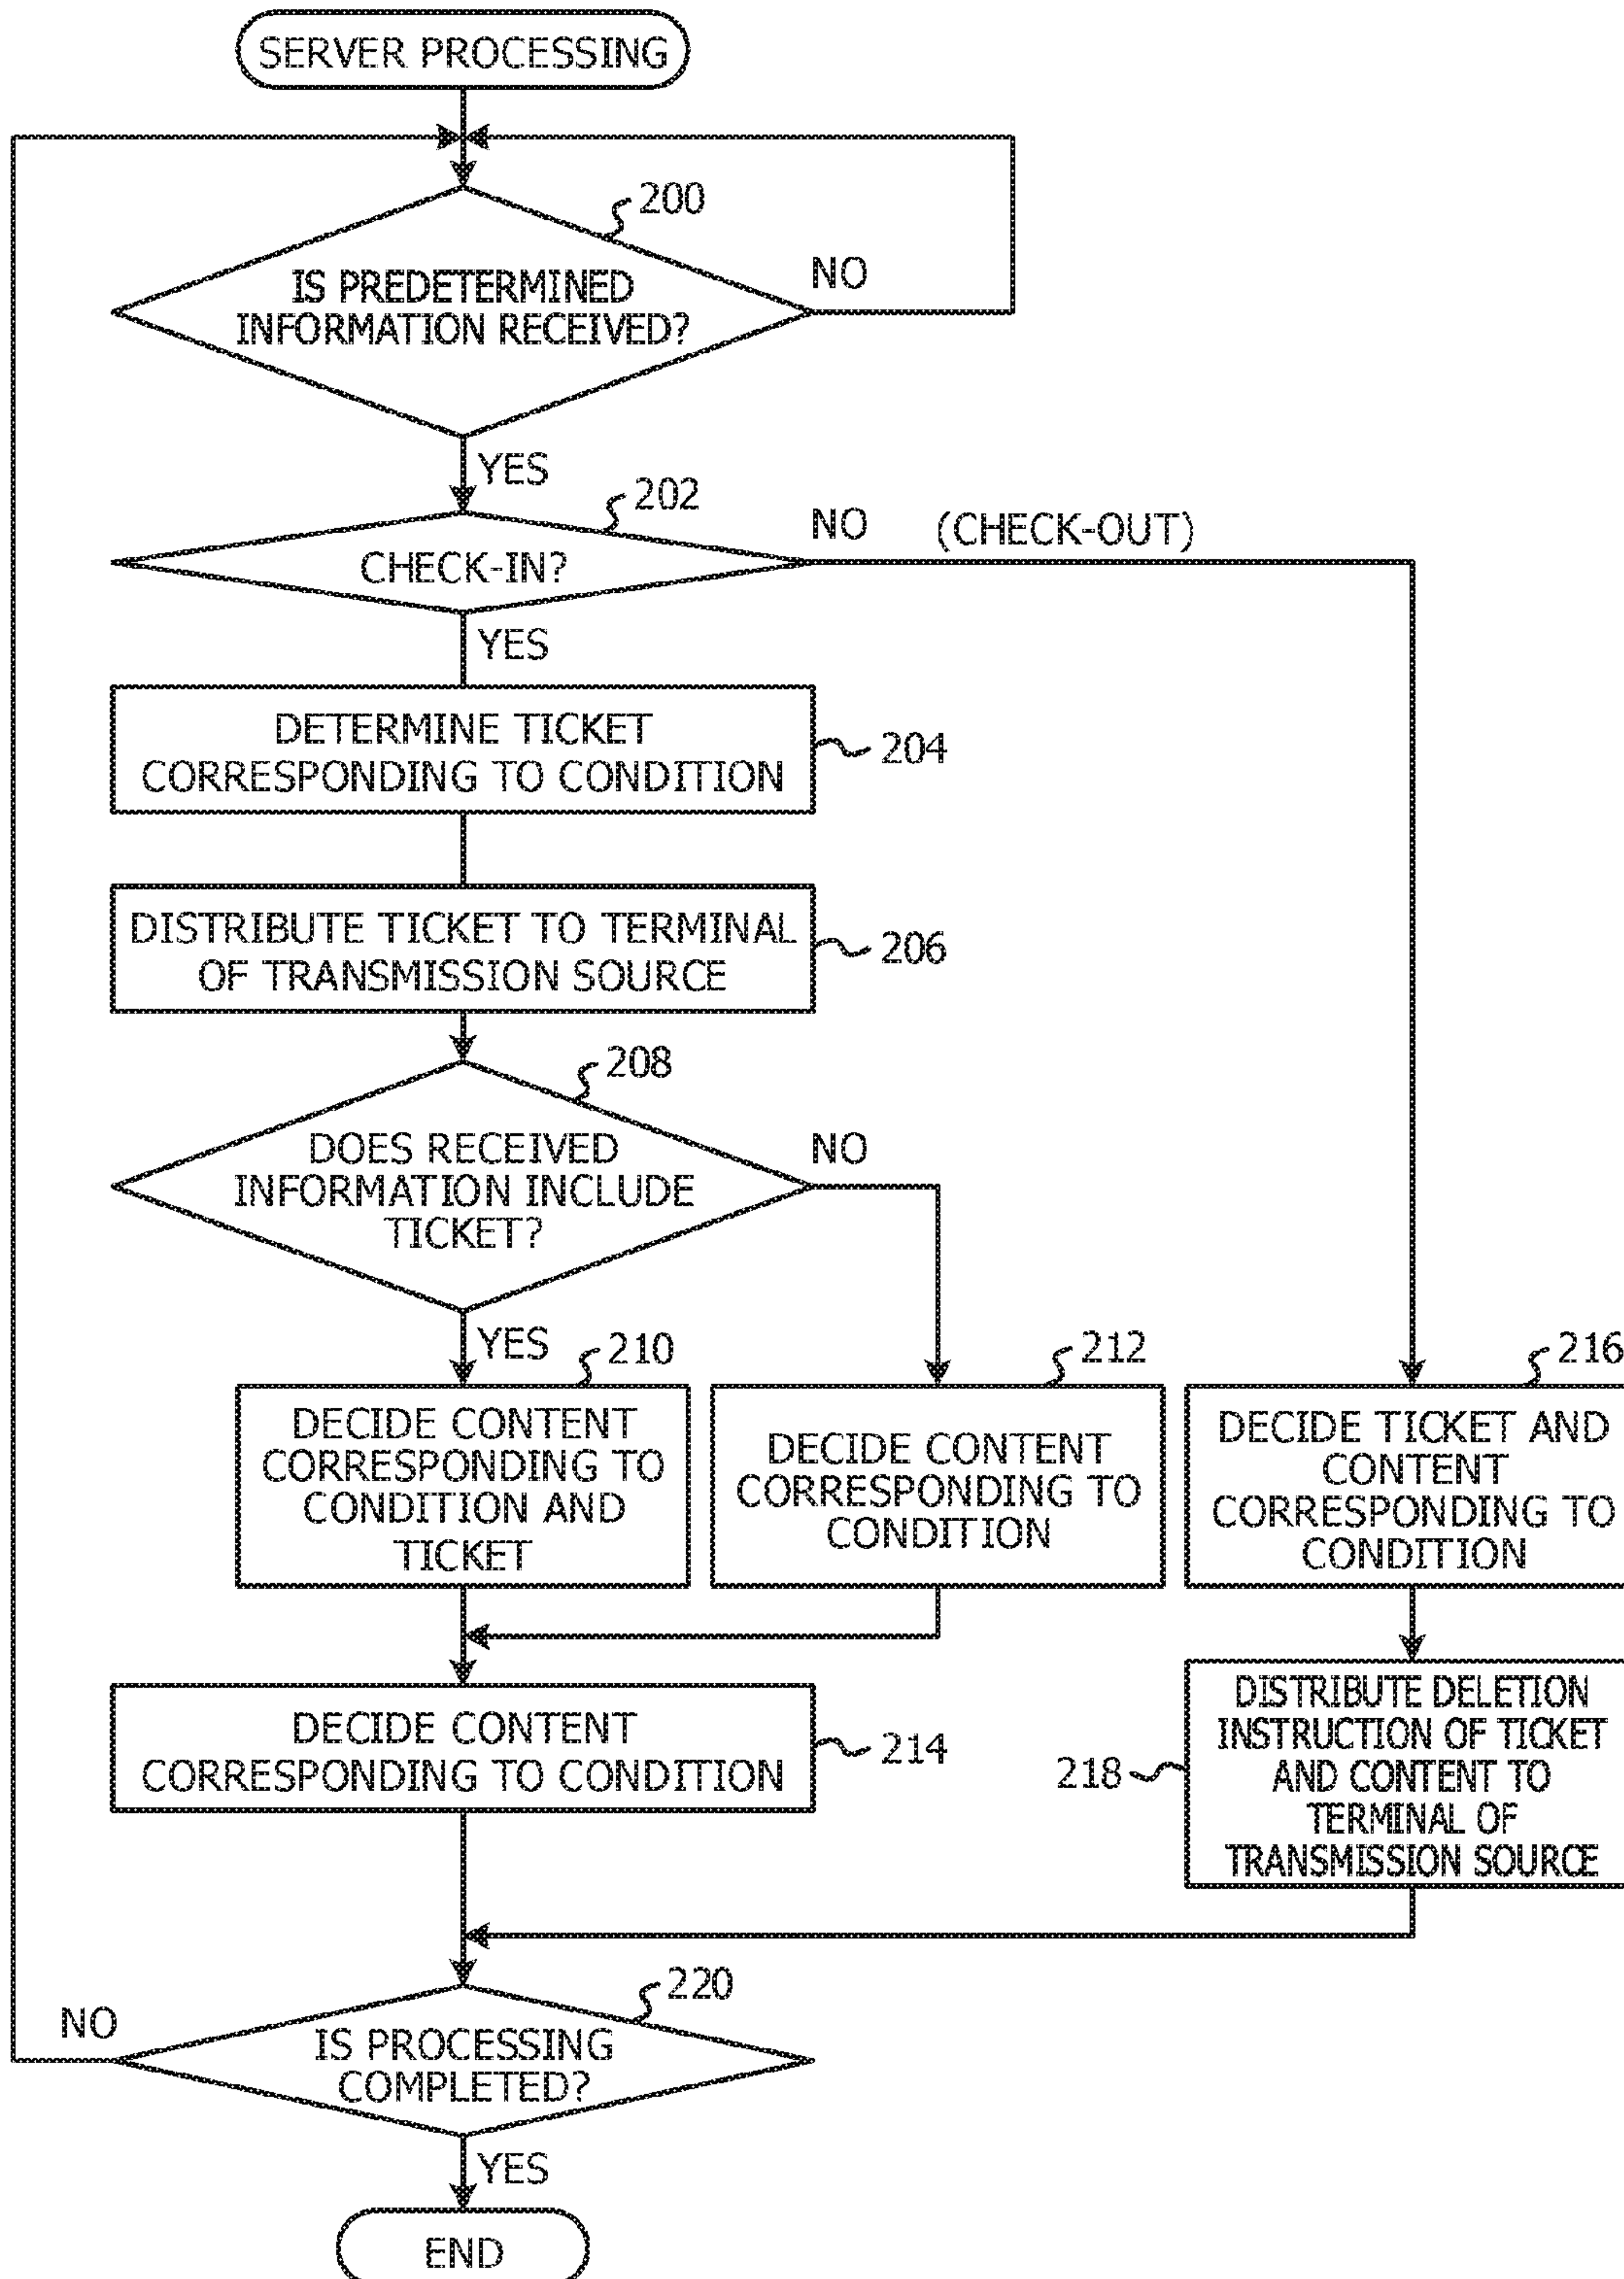 SERVER PROCESSING
200
IS PREDETERMINED
INFORMATION RECEIVED?
NO
YES
202
CHECK-IN?
NO (CHECK-OUT)
YES
DETERMINE TICKET
CORRESPONDING TO CONDITION
204
DISTRIBUTE TICKET TO TERMINAL
OF TRANSMISSION SOURCE
206
208
DOES RECEIVED
INFORMATION INCLUDE
TICKET?
NO
YES
210
DECIDE CONTENT
CORRESPONDING TO
CONDITION AND
TICKET
212
DECIDE CONTENT
CORRESPONDING TO
CONDITION
216
DECIDE TICKET AND
CONTENT
CORRESPONDING TO
CONDITION
DECIDE CONTENT
CORRESPONDING TO CONDITION
214
218
DISTRIBUTE DELETION
INSTRUCTION OF TICKET
AND CONTENT TO
TERMINAL OF
TRANSMISSION SOURCE
220
IS PROCESSING
COMPLETED?
NO
YES
END